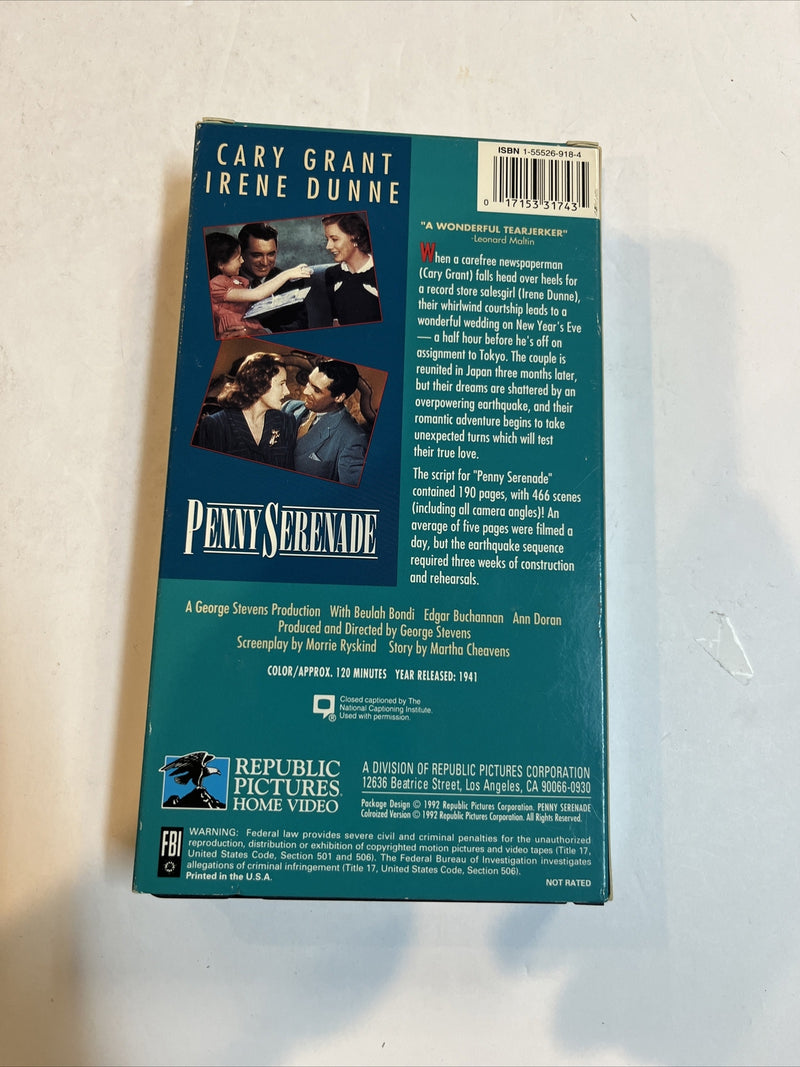 CARY GRANT
IRENE DUNNE
ISBN 1-55526-918-4
0 17153 31743
"A WONDERFUL TEARJERKER"
-Leonard Maltin
When a carefree newspaperman
(Cary Grant) falls head over heels for
a record store salesgirl (Irene Dunne),
their whirlwind courtship leads to a
wonderful wedding on New Year's Eve
— a half hour before he's off on
assignment to Tokyo. The couple is
reunited in Japan three months later,
but their dreams are shattered by an
overpowering earthquake, and their
romantic adventure begins to take
unexpected turns which will test
their true love.
The script for "Penny Serenade"
contained 190 pages, with 466 scenes
(including all camera angles)! An
average of five pages were filmed a
day, but the earthquake sequence
required three weeks of construction
and rehearsals.
PENNY SERENADE
A George Stevens Production With Beulah Bondi Edgar Buchannan Ann Doran
Produced and Directed by George Stevens
Screenplay by Morrie Ryskind Story by Martha Cheavens
COLOR/APPROX. 120 MINUTES YEAR RELEASED: 1941
Closed captioned by The
National Captioning Institute.
Used with permission.
®
REPUBLIC
PICTURES
HOME VIDEO
A DIVISION OF REPUBLIC PICTURES CORPORATION
12636 Beatrice Street, Los Angeles, CA 90066-0930
Package Design © 1992 Republic Pictures Corporation. PENNY SERENADE
Colroized Version © 1992 Republic Pictures Corporation. All Rights Reserved.
FBI
WARNING: Federal law provides severe civil and criminal penalties for the unauthorized
reproduction, distribution or exhibition of copyrighted motion pictures and video tapes (Title 17,
United States Code, Section 501 and 506). The Federal Bureau of Investigation investigates
allegations of criminal infringement (Title 17, United States Code, Section 506).
Printed in the U.S.A.
NOT RATED